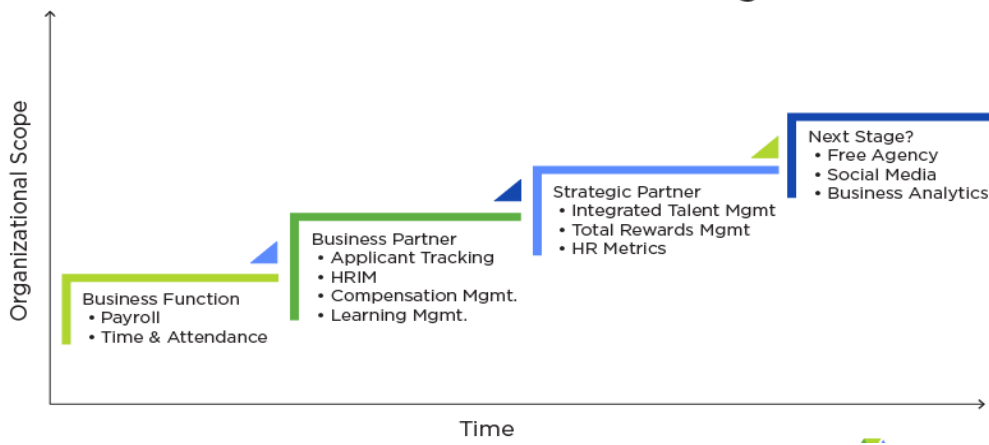 Organizational Scope
Business Function
• Payroll
• Time & Attendance
Business Partner
• Applicant Tracking
• HRIM
• Compensation Mgmt.
• Learning Mgmt.
Strategic Partner
• Integrated Talent Mgmt
• Total Rewards Mgmt
• HR Metrics
Next Stage?
• Free Agency
• Social Media
• Business Analytics
Time